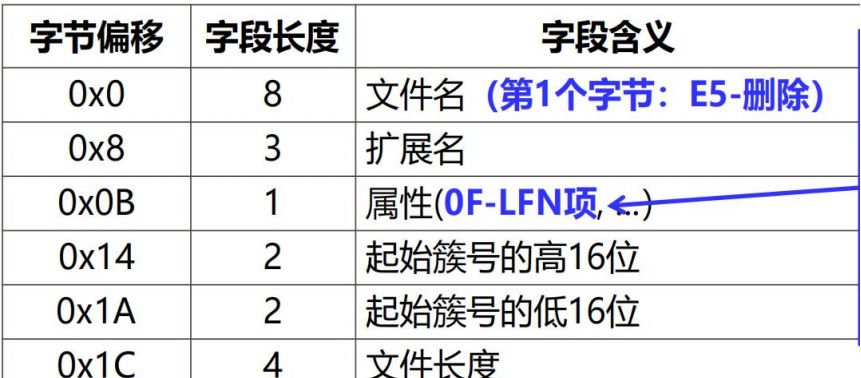 字节偏移 字段长度 字段含义
0x0 8 文件名（第1个字节：E5-删除）
0x8 3 扩展名
0x0B 1 属性(0F-LFN项, ...)
0x14 2 起始簇号的高16位
0x1A 2 起始簇号的低16位
0x1C 4 文件长度